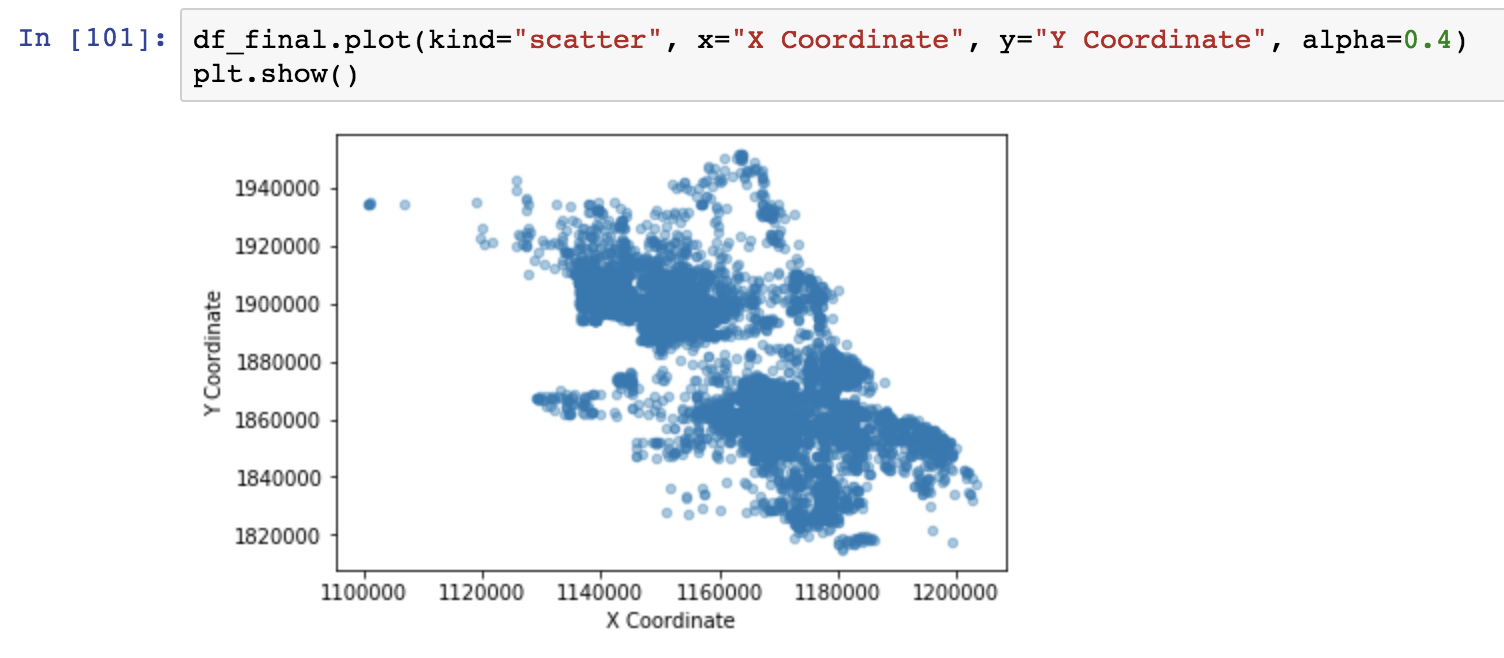 In [101]: df_final.plot(kind="scatter", x="X Coordinate", y="Y Coordinate", alpha=0.4)
plt.show()
1940000
1920000
1900000
1880000
1860000
1840000
1820000
Y Coordinate
1100000 1120000 1140000 1160000 1180000 1200000
X Coordinate